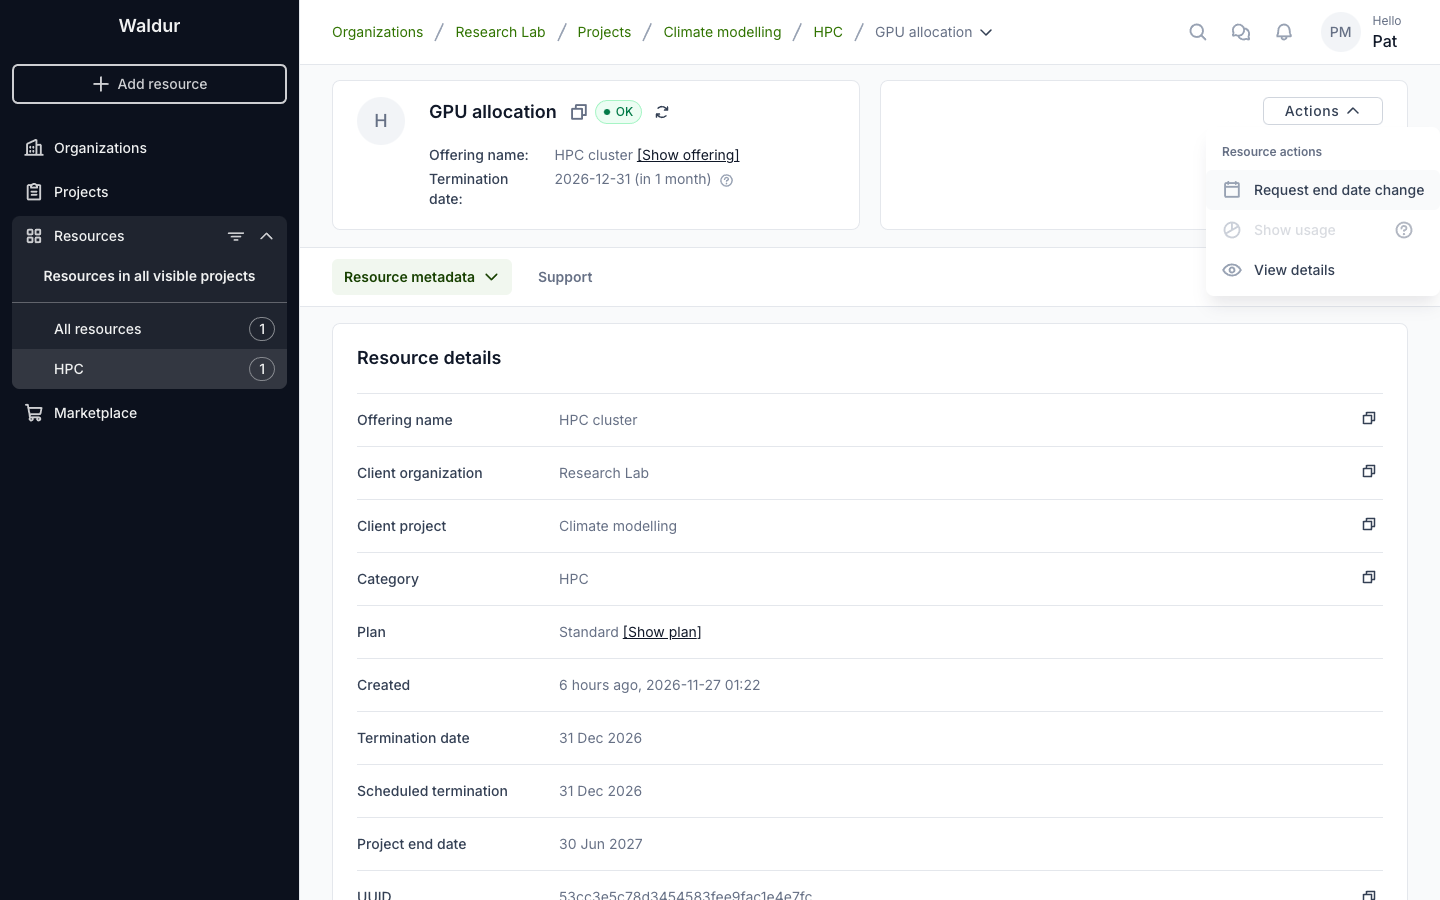 Waldur
Add resource
Organizations
Projects
Resources
Resources in all visible projects
All resources 1
HPC 1
Marketplace
Organizations / Research Lab / Projects / Climate modelling / HPC / GPU allocation
PM
Hello
Pat
H
GPU allocation
OK
Offering name: HPC cluster [Show offering]
Termination date: 2026-12-31 (in 1 month)
Actions
Resource actions
Request end date change
Show usage
View details
Resource metadata
Support
Resource details
Offering name HPC cluster
Client organization Research Lab
Client project Climate modelling
Category HPC
Plan Standard [Show plan]
Created 6 hours ago, 2026-11-27 01:22
Termination date 31 Dec 2026
Scheduled termination 31 Dec 2026
Project end date 30 Jun 2027
UUID 53cc3e5c78d3454583fee9fac1e4e7fc